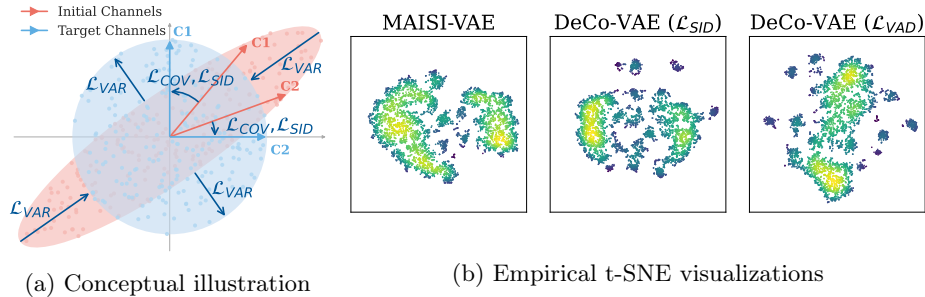 Initial Channels
Target Channels
C1
C1
C2
C2
ℒ_VAR
ℒ_COV, ℒ_SID
ℒ_VAR
ℒ_COV, ℒ_SID
ℒ_VAR
ℒ_VAR
(a) Conceptual illustration
MAISI-VAE
DeCo-VAE (ℒ_SID)
DeCo-VAE (ℒ_VAD)
(b) Empirical t-SNE visualizations